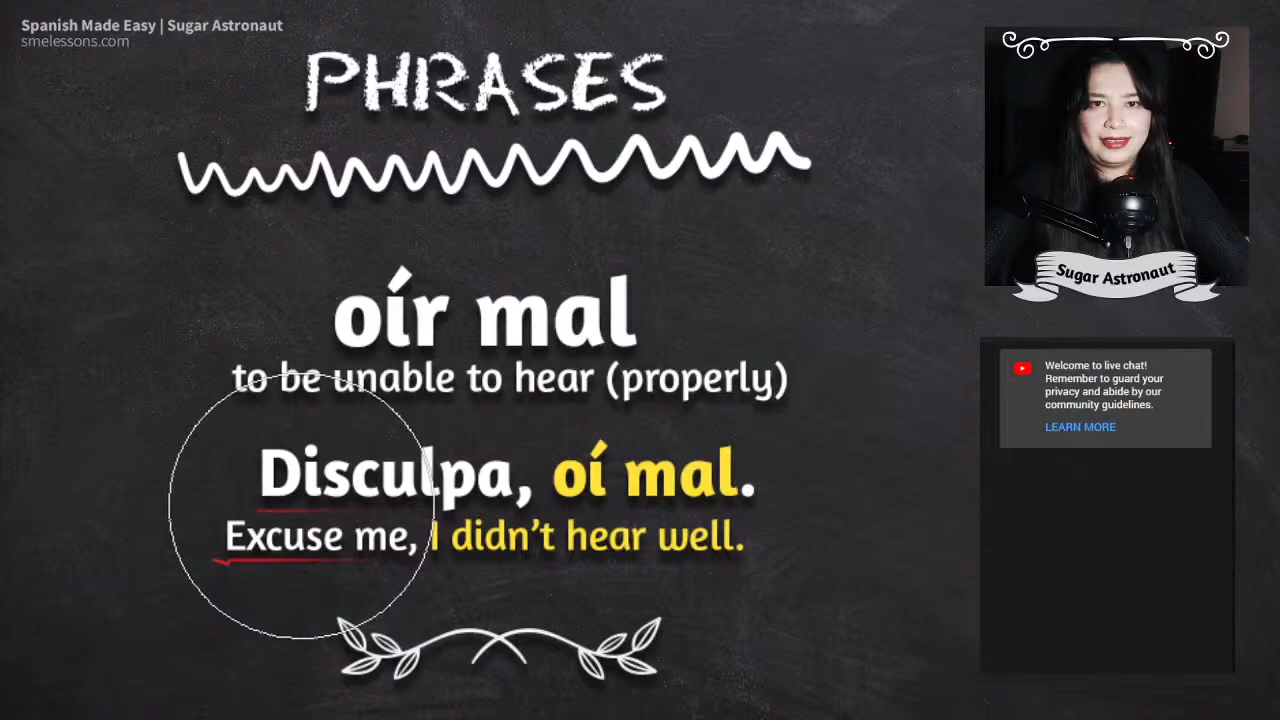 Spanish Made Easy | Sugar Astronaut
smelessons.com
PHRASES
oír mal
to be unable to hear (properly)
Disculpa, oí mal.
Excuse me, I didn't hear well.
Sugar Astronaut
Welcome to live chat!
Remember to guard your
privacy and abide by our
community guidelines.
LEARN MORE